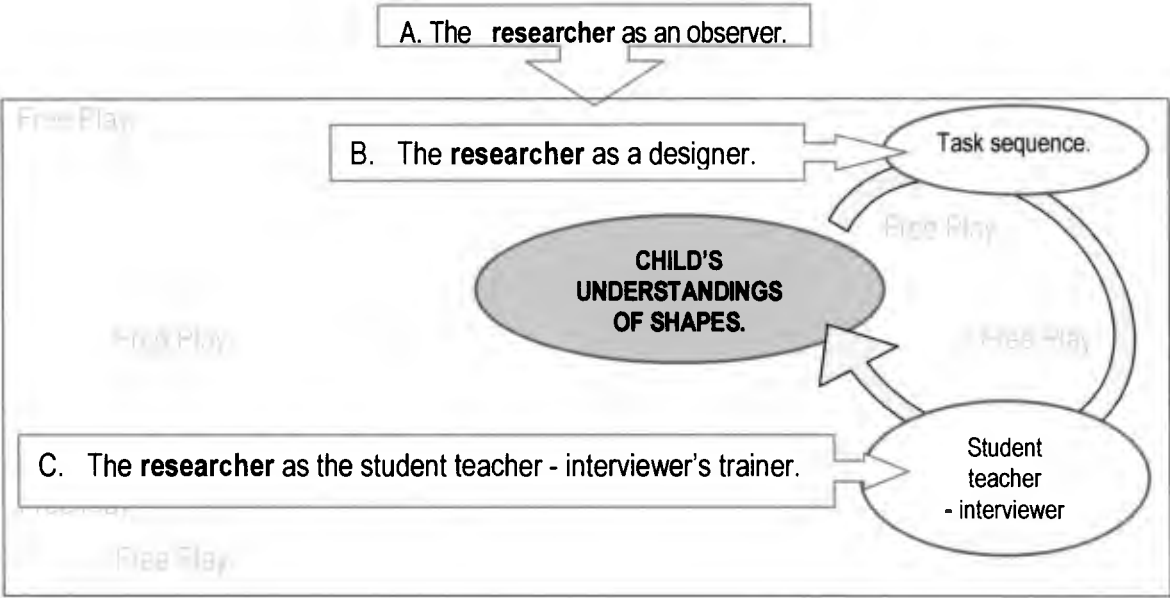 A. The researcher as an observer.
Free Play
B. The researcher as a designer.
Task sequence.
Free Play
CHILD'S
UNDERSTANDINGS
OF SHAPES.
Free Play
Free Play
C. The researcher as the student teacher - interviewer's trainer.
Student
teacher
- interviewer
Free Play